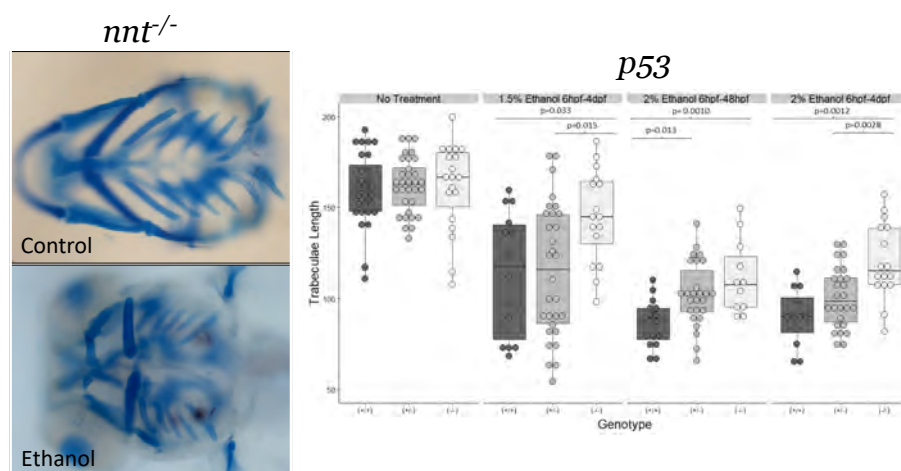 nnt-/-
Control
Ethanol
p53
No Treatment
1.5% Ethanol 6hpf-4dpf
2% Ethanol 6hpf-48hpf
2% Ethanol 6hpf-4dpf
p=0.033
p=0.015
p=0.0010
p=0.013
p=0.0012
p=0.0028
200
150
100
50
Trabeculae Length
(+/+)
(+/-)
(-/-)
(+/+)
(+/-)
(-/-)
(+/+)
(+/-)
(-/-)
(+/+)
(+/-)
(-/-)
Genotype